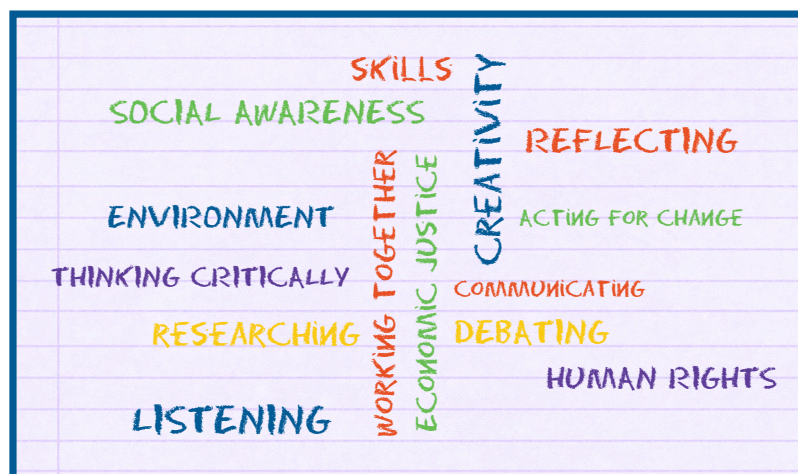 SKILLS
CREATIVITY
SOCIAL AWARENESS
REFLECTING
WORKING TOGETHER
ECONOMIC JUSTICE
ENVIRONMENT
ACTING FOR CHANGE
THINKING CRITICALLY
COMMUNICATING
RESEARCHING
DEBATING
HUMAN RIGHTS
LISTENING